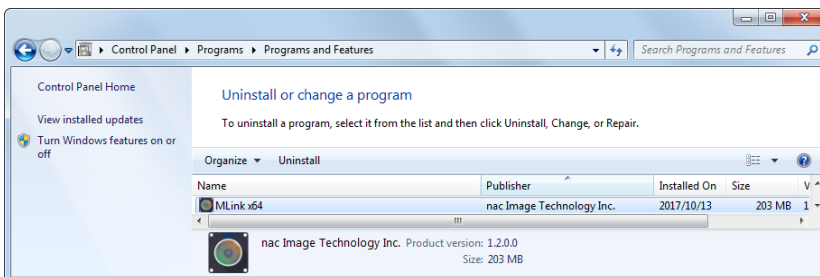 Control Panel ▸ Programs ▸ Programs and Features
Search Programs and Features
Control Panel Home
View installed updates
Turn Windows features on or off
Uninstall or change a program
To uninstall a program, select it from the list and then click Uninstall, Change, or Repair.
Organize Uninstall
Name Publisher Installed On Size V
MLink x64 nac Image Technology Inc. 2017/10/13 203 MB 1
nac Image Technology Inc. Product version: 1.2.0.0
Size: 203 MB